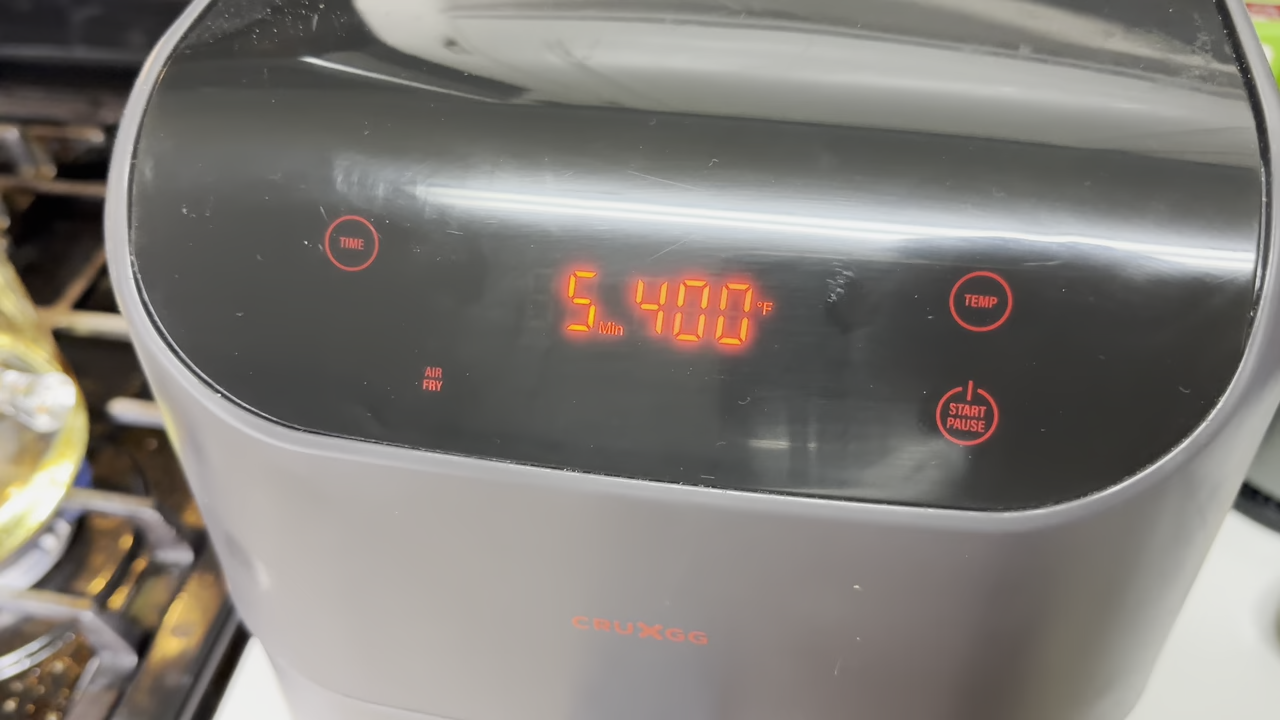 TIME
5 Min 400 °F
TEMP
AIR
FRY
START
PAUSE
CRUXGG